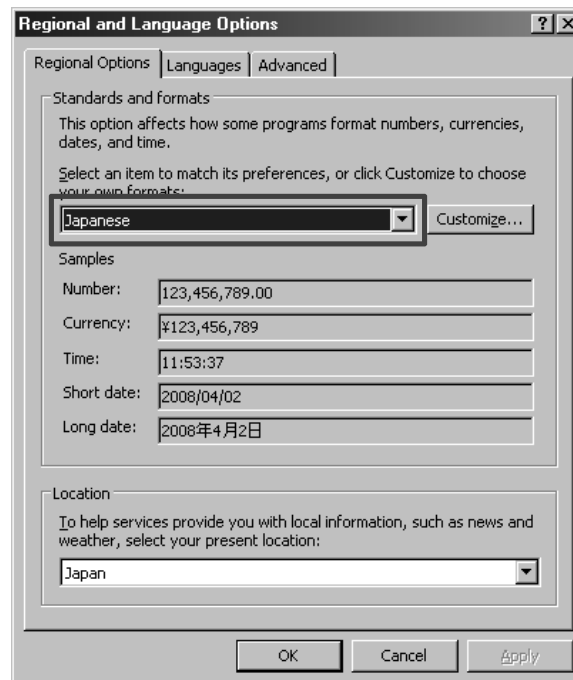 Regional and Language Options
Regional Options Languages Advanced
Standards and formats
This option affects how some programs format numbers, currencies,
dates, and time.
Select an item to match its preferences, or click Customize to choose
your own formats:
Japanese Customize...
Samples
Number: 123,456,789.00
Currency: ¥123,456,789
Time: 11:53:37
Short date: 2008/04/02
Long date: 2008年4月2日
Location
To help services provide you with local information, such as news and
weather, select your present location:
Japan
OK Cancel Apply